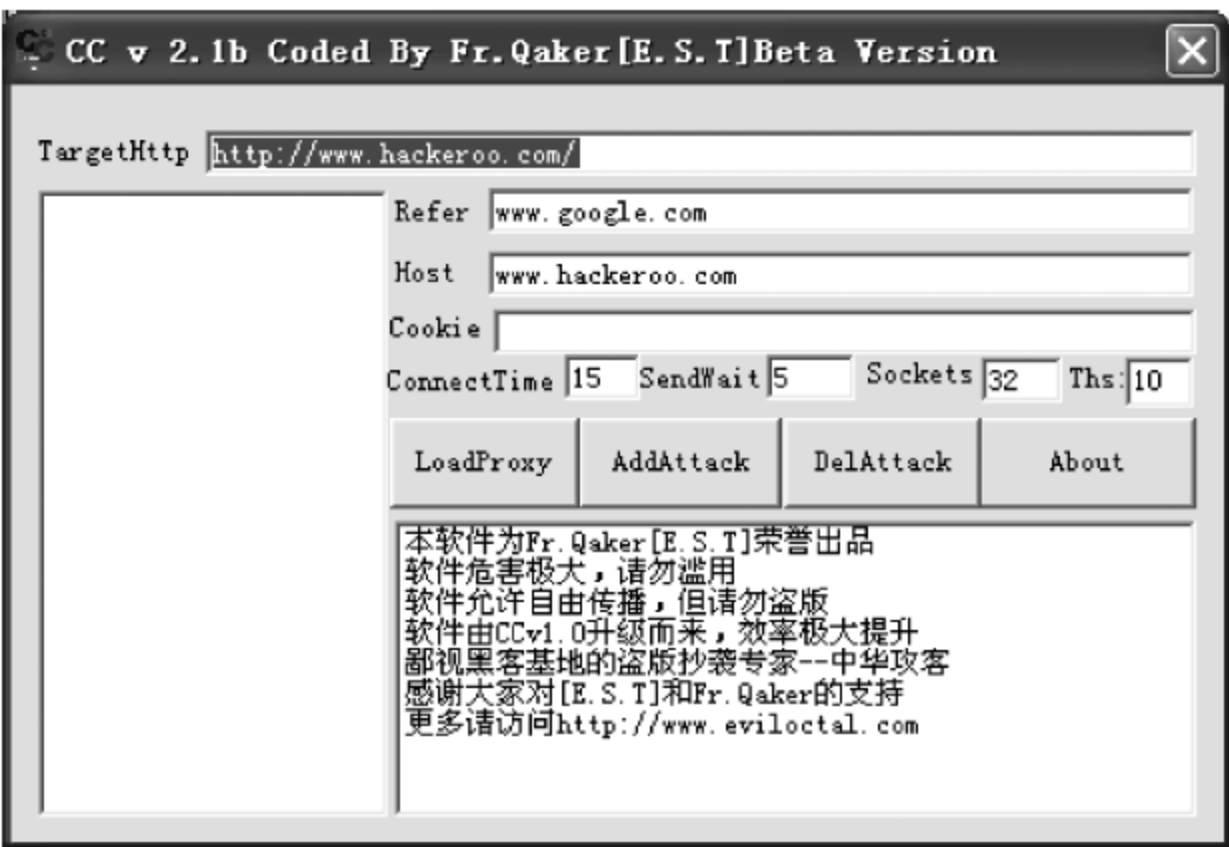 CC v 2.1b Coded By Fr.Qaker[E.S.T]Beta Version
TargetHttp http://www.hackeroo.com/
Refer www.google.com
Host www.hackeroo.com
Cookie
ConnectTime 15 SendWait 5 Sockets 32 Ths: 10
LoadProxy AddAttack DelAttack About
本软件为Fr.Qaker[E.S.T]荣誉出品
软件危害极大，请勿滥用
软件允许自由传播，但请勿盗版
软件由CCv1.0升级而来，效率极大提升
鄙视黑客基地的盗版抄袭专家--中华攻客
感谢大家对[E.S.T]和Fr.Qaker的支持
更多请访问http://www.eviloctal.com